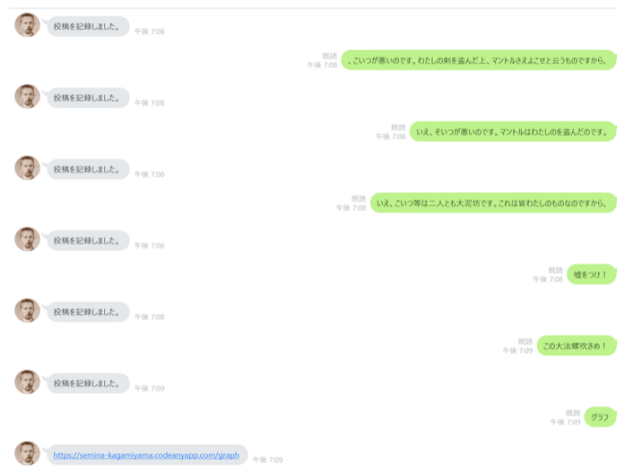 投稿を記録しました。
午後 7:08
既読
午後 7:08
、こいつが悪いのです。わたしの剣を盗んだ上、マントルさえよこせと云うものですから。
投稿を記録しました。
午後 7:08
既読
午後 7:08
いえ、そいつが悪いのです。マントルはわたしのを盗んだのです。
投稿を記録しました。
午後 7:08
既読
午後 7:08
いえ、こいつ等は二人とも大泥坊です。これは皆わたしのものなのですから。
投稿を記録しました。
午後 7:08
既読
午後 7:08
嘘をつけ！
投稿を記録しました。
午後 7:08
既読
午後 7:09
この大法螺吹きめ！
投稿を記録しました。
午後 7:09
既読
午後 7:09
グラフ
https://semina-kagamiyama.codeanyapp.com/graph
午後 7:09